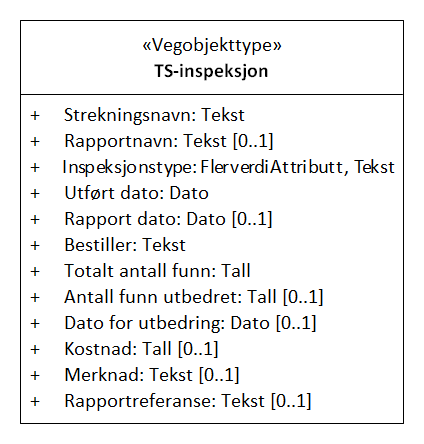 «Vegobjekttype»
TS-inspeksjon
+ Strekningsnavn: Tekst
+ Rapportnavn: Tekst [0..1]
+ Inspeksjonstype: FlerverdiAttributt, Tekst
+ Utført dato: Dato
+ Rapport dato: Dato [0..1]
+ Bestiller: Tekst
+ Totalt antall funn: Tall
+ Antall funn utbedret: Tall [0..1]
+ Dato for utbedring: Dato [0..1]
+ Kostnad: Tall [0..1]
+ Merknad: Tekst [0..1]
+ Rapportreferanse: Tekst [0..1]